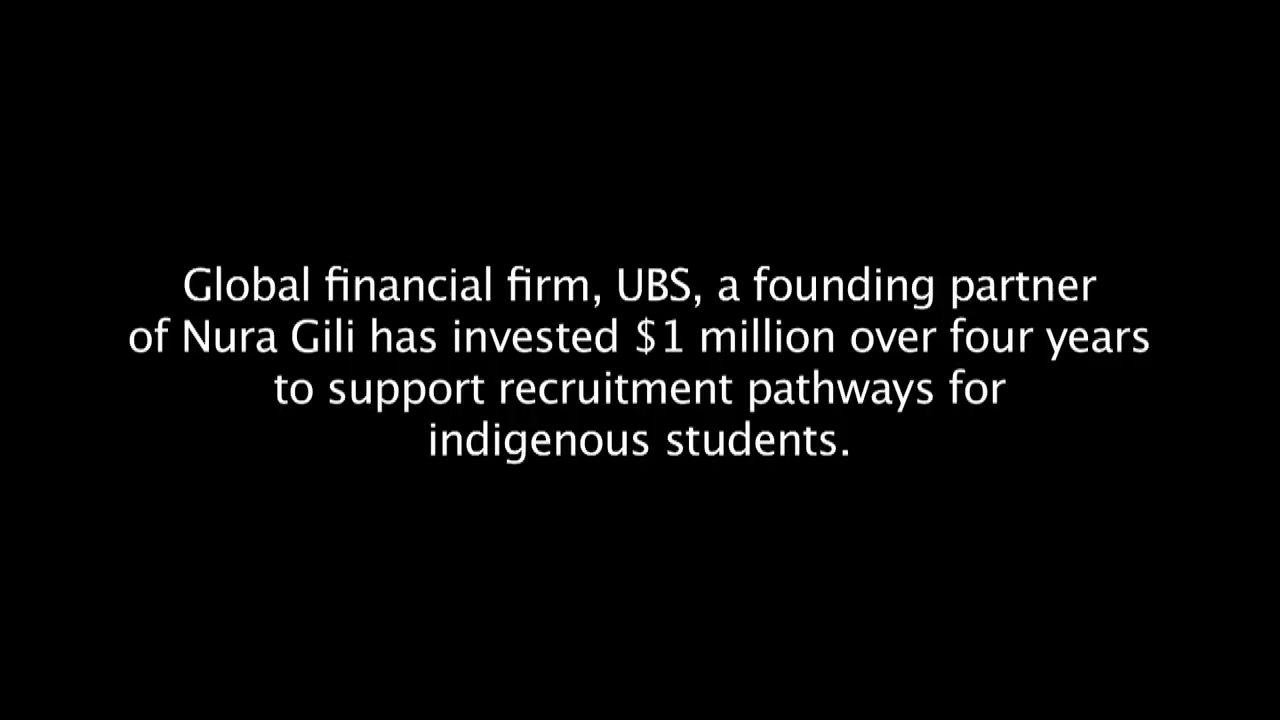 Global financial firm, UBS, a founding partner
of Nura Gili has invested $1 million over four years
to support recruitment pathways for
indigenous students.